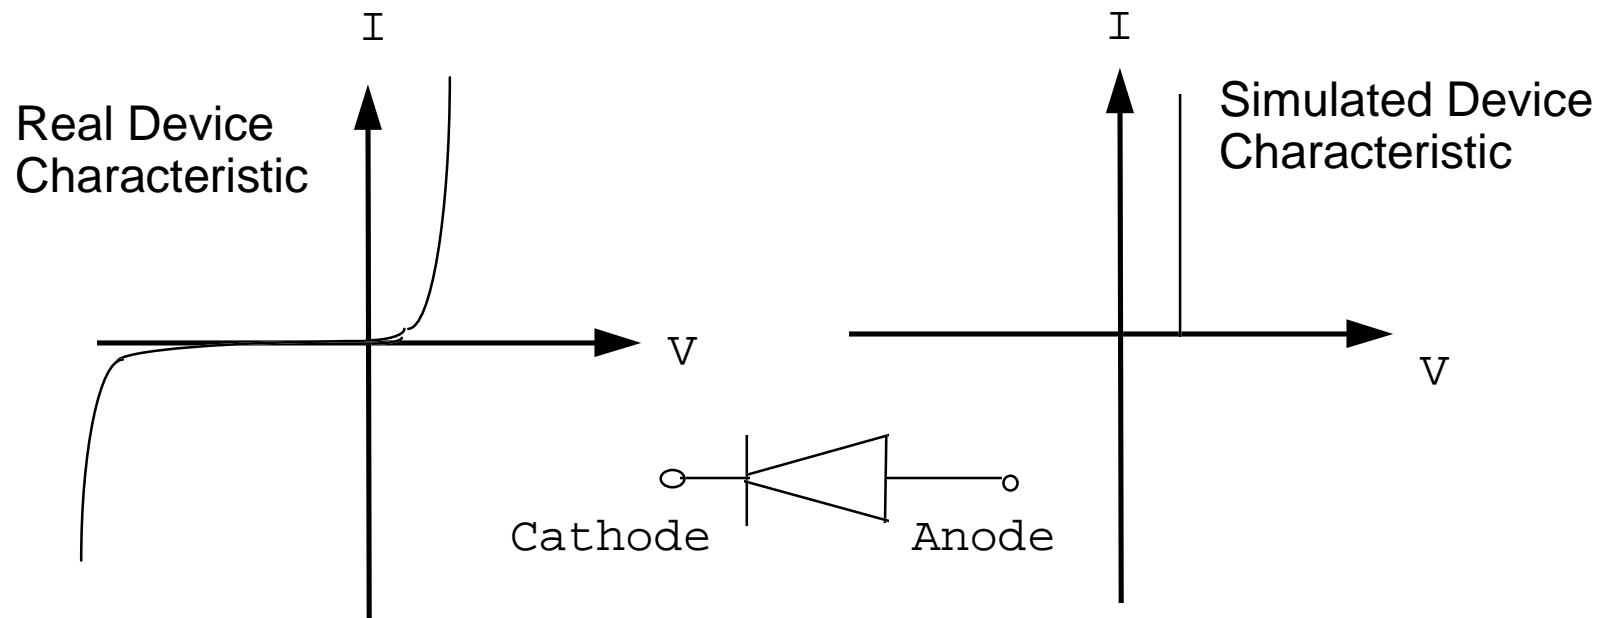 I
Real Device
Characteristic
V
I
Simulated Device
Characteristic
V
Cathode
Anode